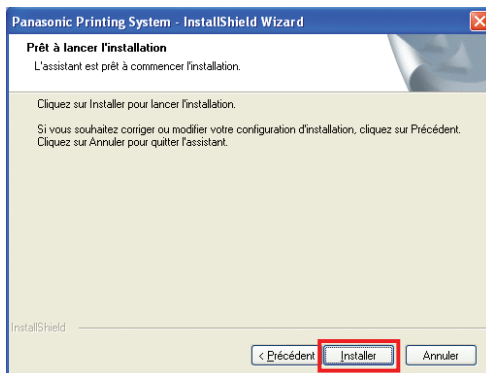 Panasonic Printing System - InstallShield Wizard
Prêt à lancer l'installation
L'assistant est prêt à commencer l'installation.
Cliquez sur Installer pour lancer l'installation.
Si vous souhaitez corriger ou modifier votre configuration d'installation, cliquez sur Précédent.
Cliquez sur Annuler pour quitter l'assistant.
InstallShield
< Précédent Installer Annuler